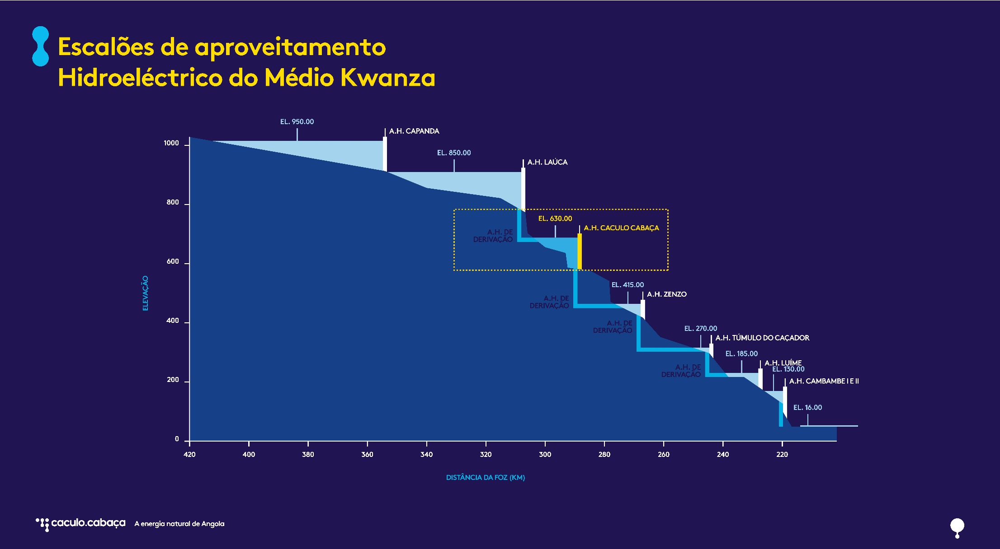 Escalões de aproveitamento
Hidroeléctrico do Médio Kwanza
EL. 950.00
A.H. CAPANDA
1000
EL. 850.00
A.H. LAÚCA
800
EL. 630.00
A.H. CACULO CABAÇA
A.H. DE
DERIVAÇÃO
600
ELEVAÇÃO
EL. 415.00
A.H. ZENZO
A.H. DE
DERIVAÇÃO
400
A.H. DE
DERIVAÇÃO
EL. 270.00
A.H. TÚMULO DO CAÇADOR
EL. 185.00
A.H. LUÍME
EL. 130.00
A.H. DE
DERIVAÇÃO
200
A.H. CAMBAMBE I E II
EL. 16.00
0
420 400 380 360 340 320 300 280 260 240 220
DISTÂNCIA DA FOZ (KM)
caculo.cabaça A energia natural de Angola